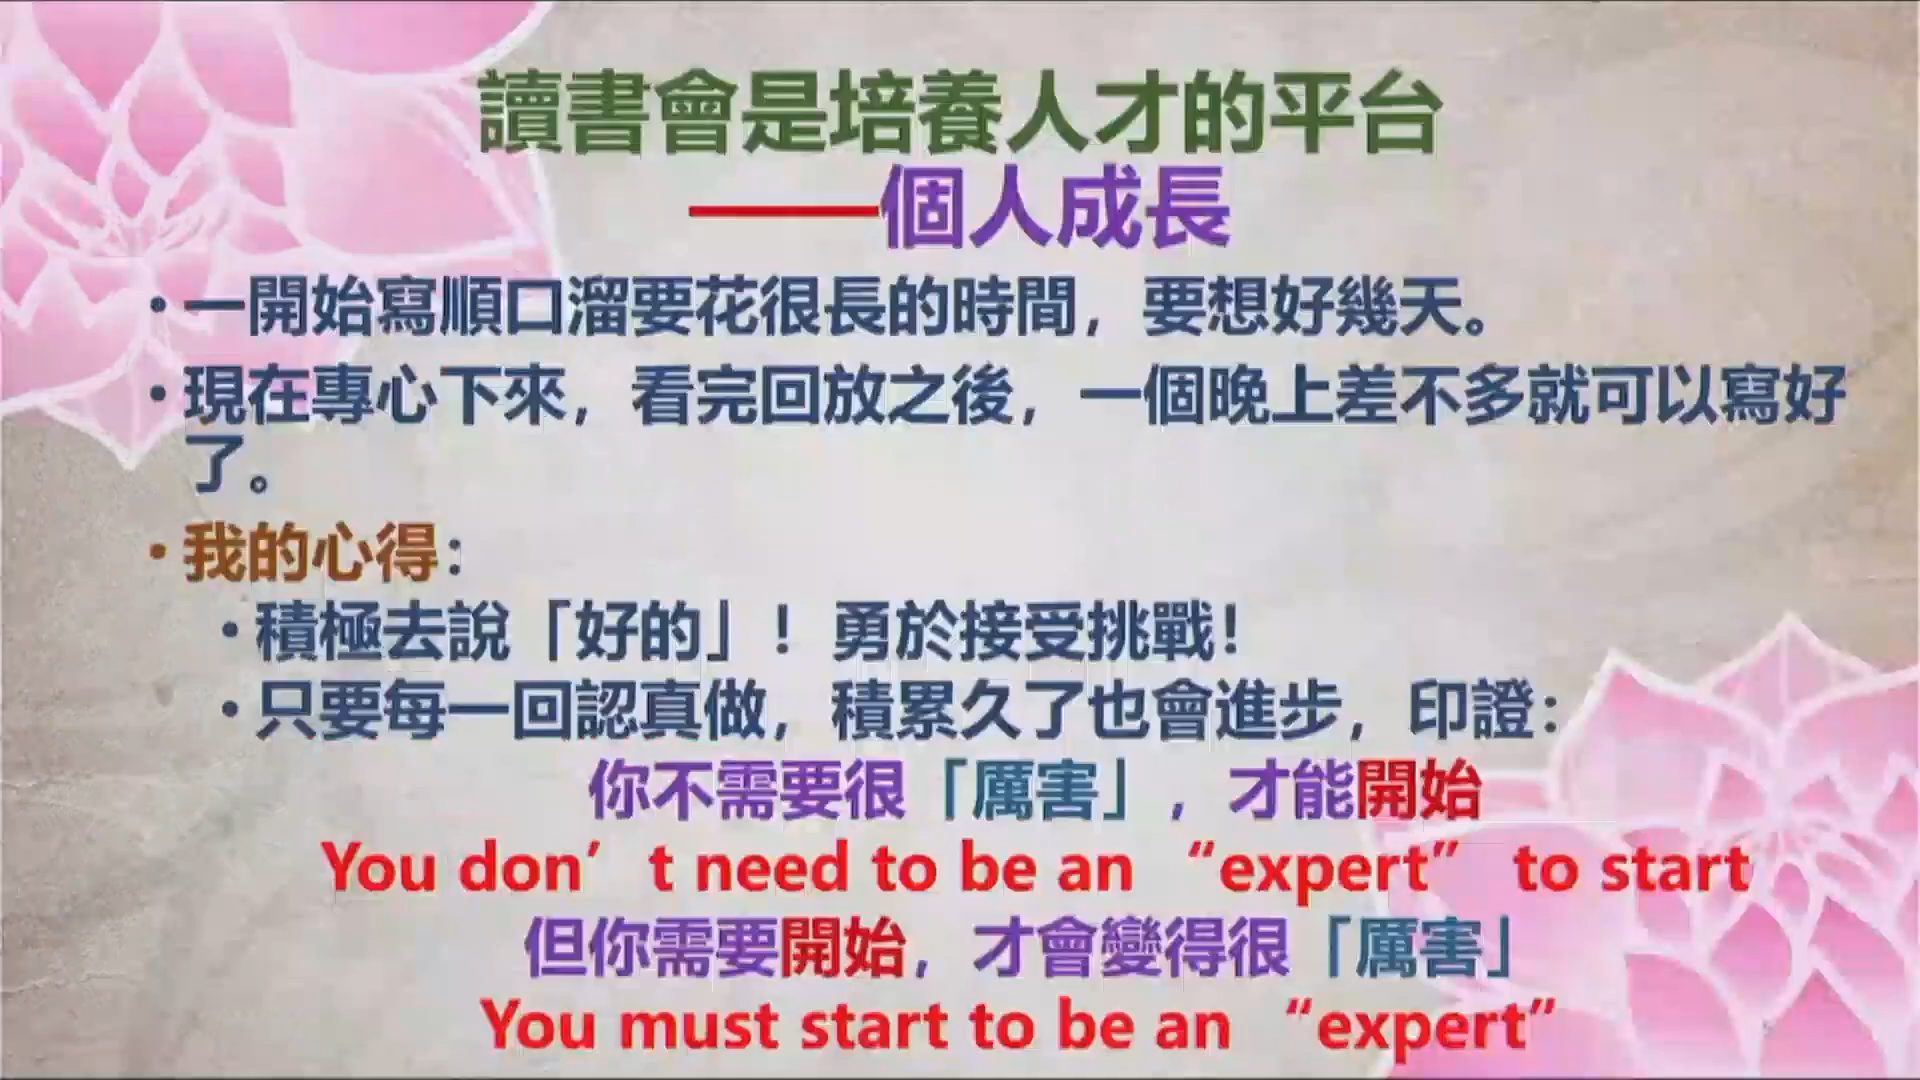 讀書會是培養人才的平台
——個人成長
•一開始寫順口溜要花很長的時間，要想好幾天。
•現在專心下來，看完回放之後，一個晚上差不多就可以寫好
了。
•我的心得：
•積極去說「好的」！勇於接受挑戰！
•只要每一回認真做，積累久了也會進步，印證：
你不需要很「厲害」，才能開始
You don’t need to be an “expert” to start
但你需要開始，才會變得很「厲害」
You must start to be an “expert”